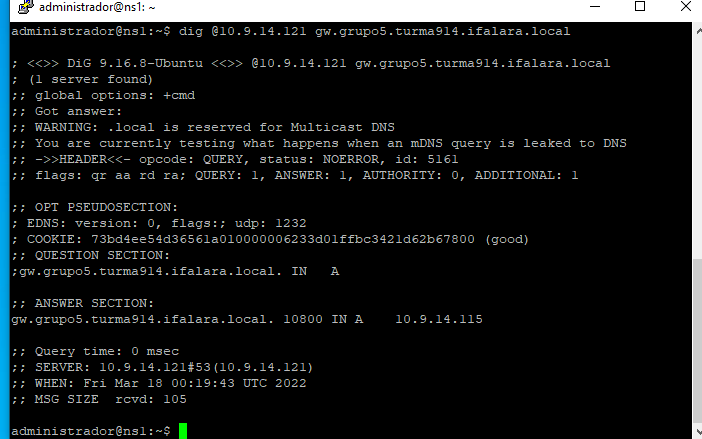 administrador@ns1: ~
administrador@ns1:~$ dig @10.9.14.121 gw.grupo5.turma914.ifalara.local
; <<>> DiG 9.16.8-Ubuntu <<>> @10.9.14.121 gw.grupo5.turma914.ifalara.local
; (1 server found)
;; global options: +cmd
;; Got answer:
;; WARNING: .local is reserved for Multicast DNS
;; You are currently testing what happens when an mDNS query is leaked to DNS
;; ->>HEADER<<- opcode: QUERY, status: NOERROR, id: 5161
;; flags: qr aa rd ra; QUERY: 1, ANSWER: 1, AUTHORITY: 0, ADDITIONAL: 1
;; OPT PSEUDOSECTION:
; EDNS: version: 0, flags:; udp: 1232
; COOKIE: 73bd4ee54d36561a010000006233d01ffbc3421d62b67800 (good)
;; QUESTION SECTION:
;gw.grupo5.turma914.ifalara.local. IN A
;; ANSWER SECTION:
gw.grupo5.turma914.ifalara.local. 10800 IN A 10.9.14.115
;; Query time: 0 msec
;; SERVER: 10.9.14.121#53(10.9.14.121)
;; WHEN: Fri Mar 18 00:19:43 UTC 2022
;; MSG SIZE rcvd: 105
administrador@ns1:~$